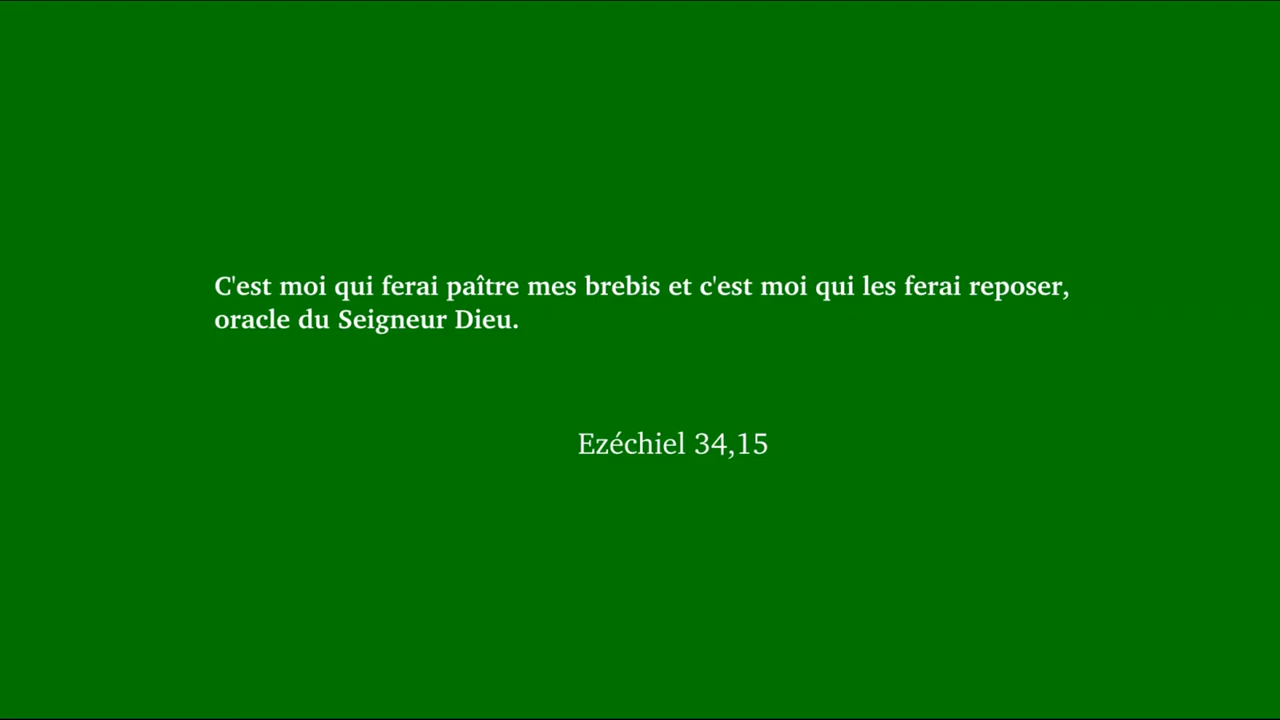 C'est moi qui ferai paître mes brebis et c'est moi qui les ferai reposer,
oracle du Seigneur Dieu.
Ezéchiel 34,15